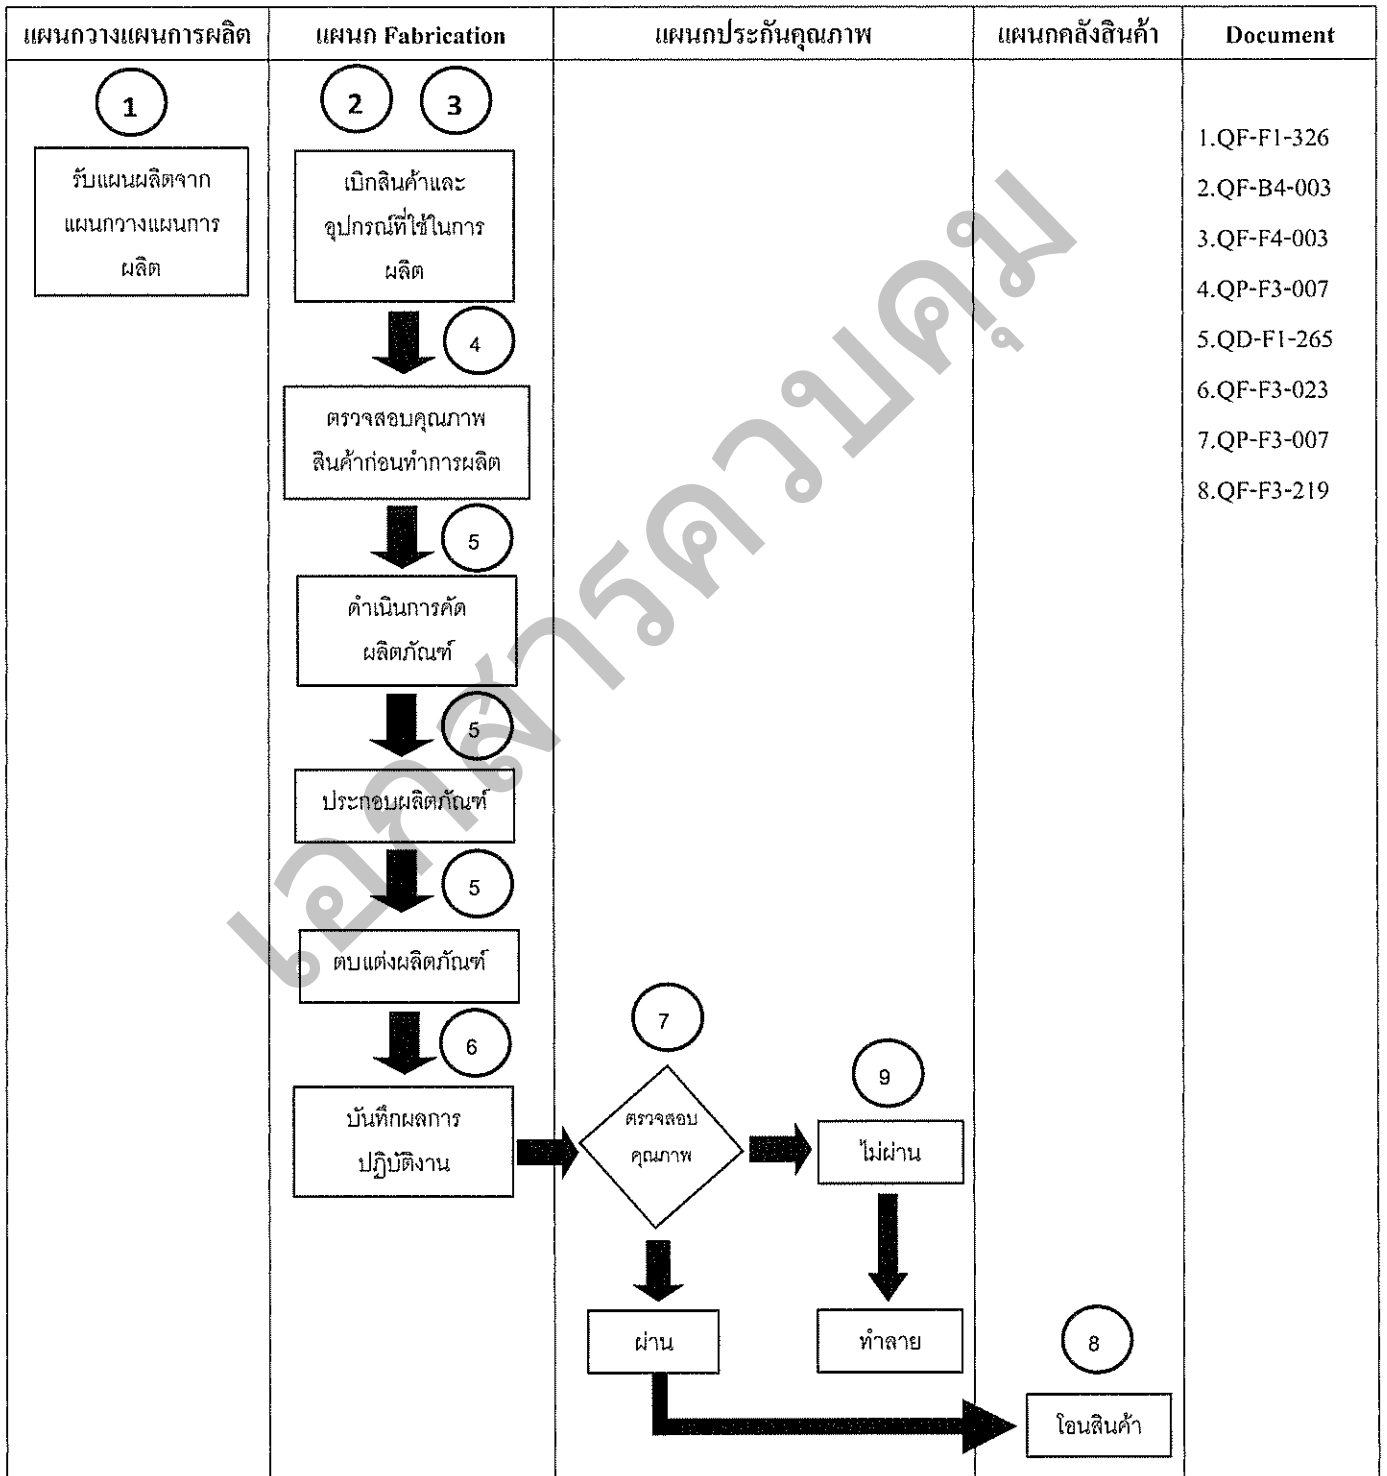 แผนกวางแผนการผลิต แผนก Fabrication แผนกประกันคุณภาพ แผนกคลังสินค้า Document
1
รับแผนผลิตจาก
แผนกวางแผนการ
ผลิต
2 3
เบิกสินค้าและ
อุปกรณ์ที่ใช้ในการ
ผลิต
4
ตรวจสอบคุณภาพ
สินค้าก่อนทำการผลิต
5
ดำเนินการคัด
ผลิตภัณฑ์
5
ประกอบผลิตภัณฑ์
5
ตบแต่งผลิตภัณฑ์
6
บันทึกผลการ
ปฏิบัติงาน
7
ตรวจสอบ
คุณภาพ
9
ไม่ผ่าน
ผ่าน
ทำลาย
8
โอนสินค้า
1.QF-F1-326
2.QF-B4-003
3.QF-F4-003
4.QP-F3-007
5.QD-F1-265
6.QF-F3-023
7.QP-F3-007
8.QF-F3-219
เอกสารควบคุม